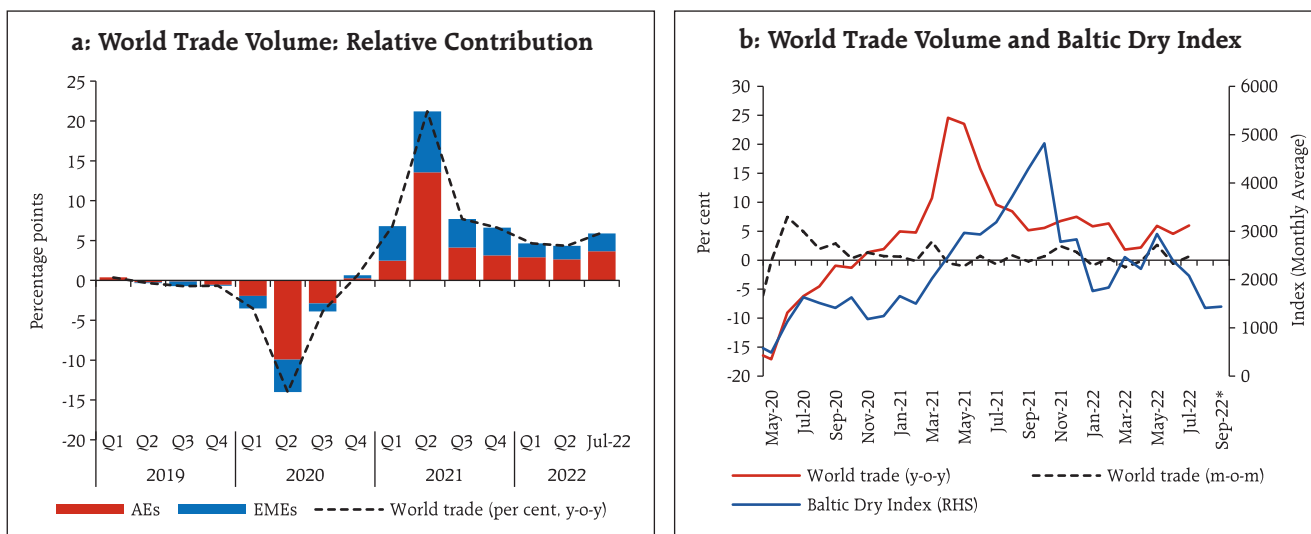 a: World Trade Volume: Relative Contribution
Percentage points
25
20
15
10
5
0
-5
-10
-15
-20
Q1 Q2 Q3 Q4 Q1 Q2 Q3 Q4 Q1 Q2 Q3 Q4 Q1 Q2 Jul-22
2019 2020 2021 2022
AEs EMEs World trade (per cent, y-o-y)
b: World Trade Volume and Baltic Dry Index
Per cent
30
25
20
15
10
5
0
-5
-10
-15
-20
6000
5000
4000
3000
2000
1000
0
Index (Monthly Average)
May-20
Jul-20
Sep-20
Nov-20
Jan-21
Mar-21
May-21
Jul-21
Sep-21
Nov-21
Jan-22
Mar-22
May-22
Jul-22
Sep-22*
World trade (y-o-y) World trade (m-o-m)
Baltic Dry Index (RHS)